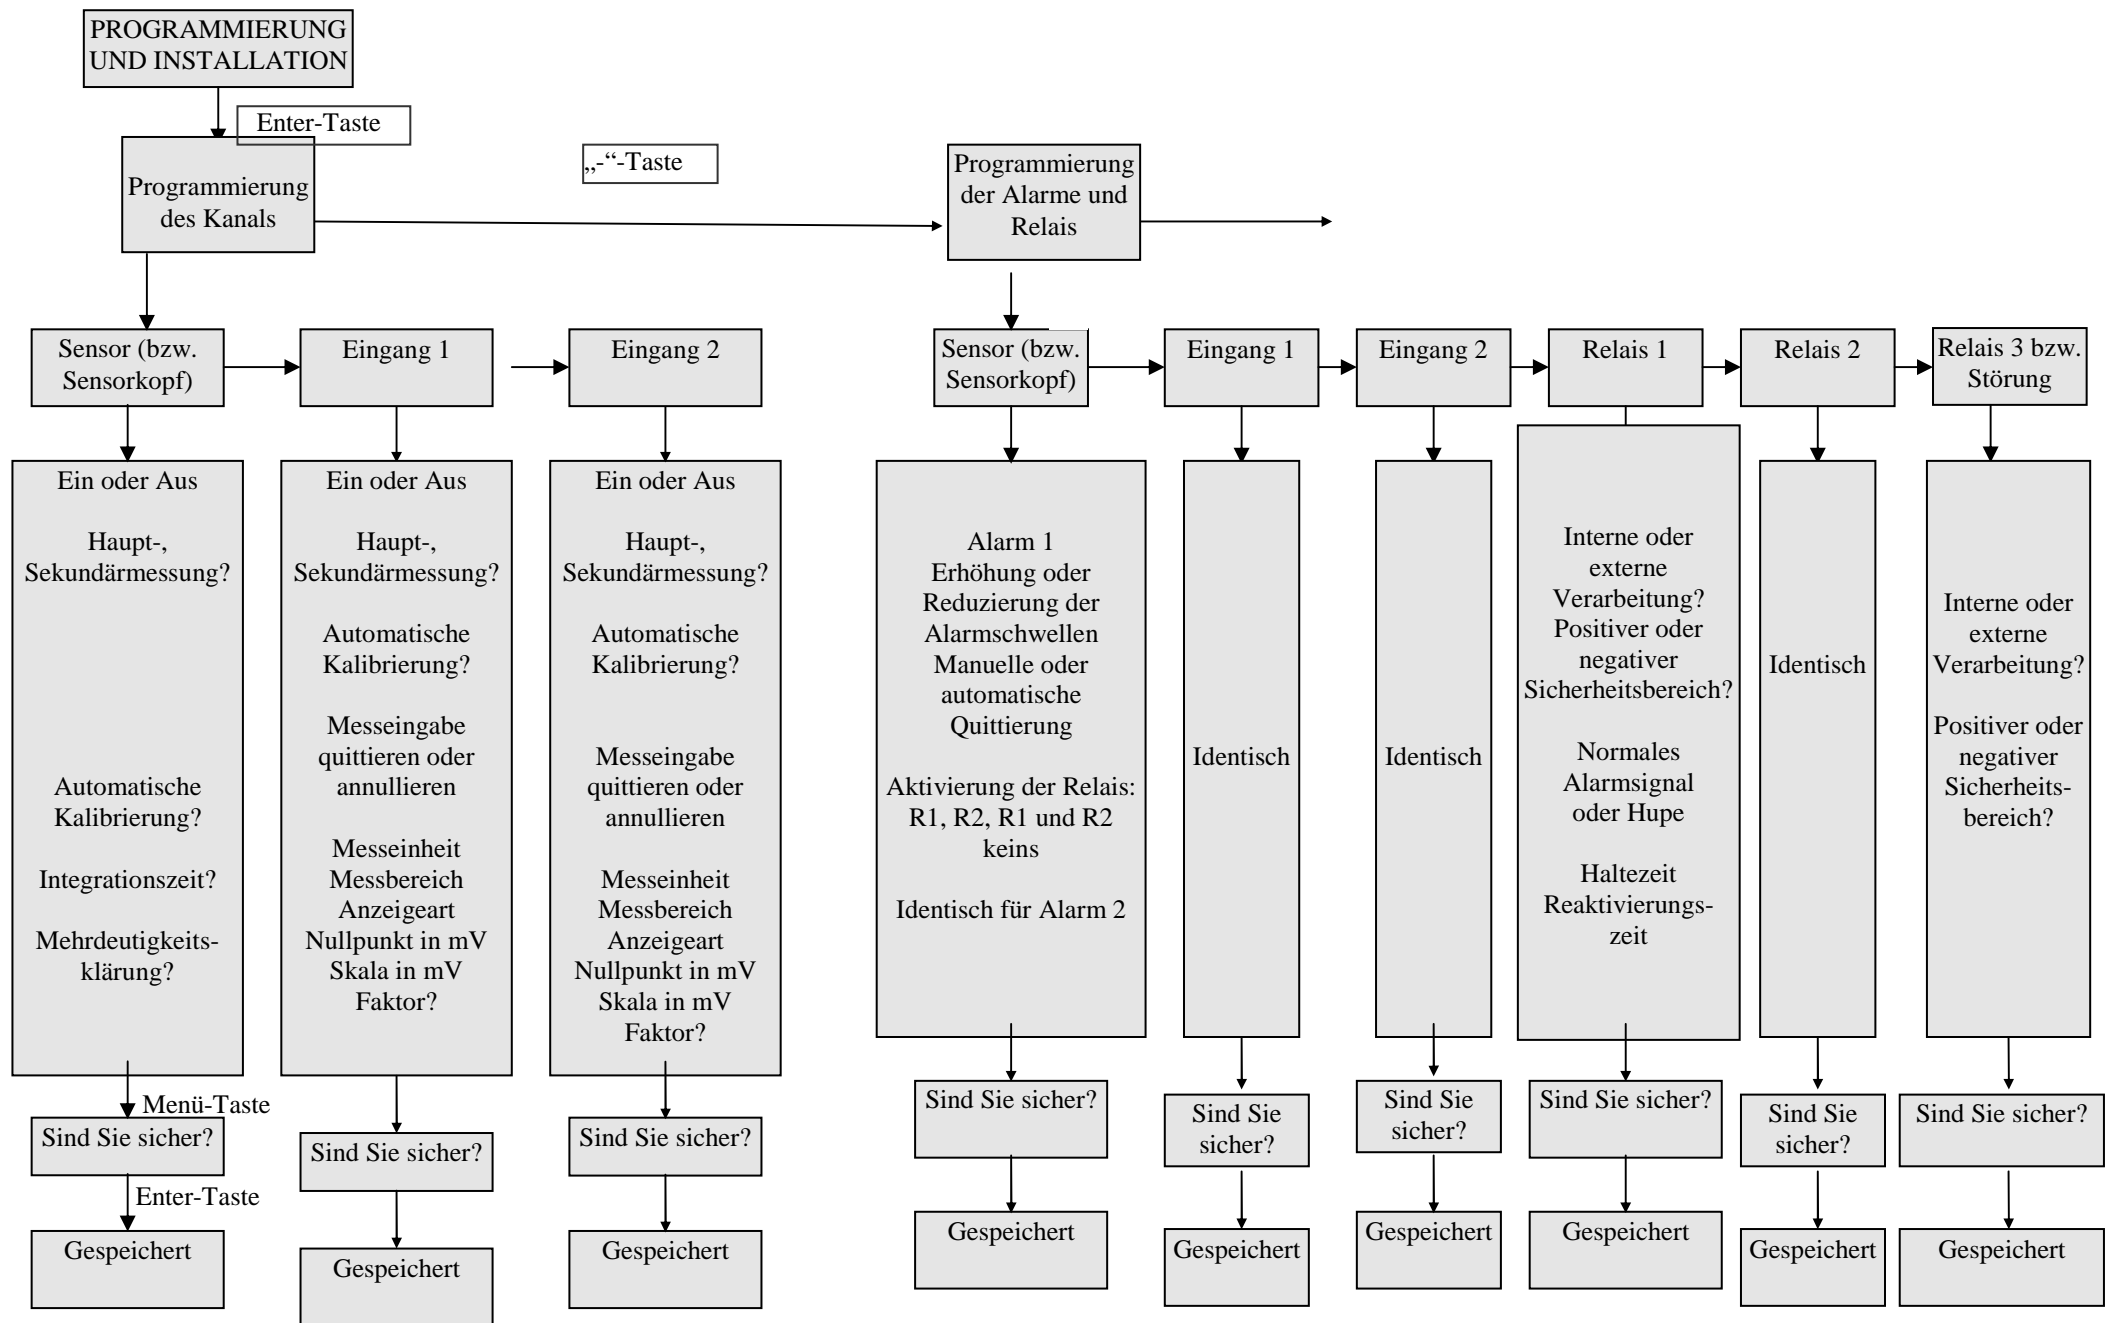 PROGRAMMIERUNG
UND INSTALLATION
Enter-Taste
„-“-Taste
Programmierung
des Kanals
Programmierung
der Alarme und
Relais
Sensor (bzw.
Sensorkopf)
Eingang 1
Eingang 2
Sensor (bzw.
Sensorkopf)
Eingang 1
Eingang 2
Relais 1
Relais 2
Relais 3 bzw.
Störung
Ein oder Aus
Haupt-,
Sekundärmessung?
Automatische
Kalibrierung?
Integrationszeit?
Mehrdeutigkeits-
klärung?
Ein oder Aus
Haupt-,
Sekundärmessung?
Automatische
Kalibrierung?
Messeingabe
quittieren oder
annullieren
Messeinheit
Messbereich
Anzeigeart
Nullpunkt in mV
Skala in mV
Faktor?
Ein oder Aus
Haupt-,
Sekundärmessung?
Automatische
Kalibrierung?
Messeingabe
quittieren oder
annullieren
Messeinheit
Messbereich
Anzeigeart
Nullpunkt in mV
Skala in mV
Faktor?
Alarm 1
Erhöhung oder
Reduzierung der
Alarmschwellen
Manuelle oder
automatische
Quittierung
Aktivierung der Relais:
R1, R2, R1 und R2
keins
Identisch für Alarm 2
Identisch
Identisch
Interne oder
externe
Verarbeitung?
Positiver oder
negativer
Sicherheitsbereich?
Normales
Alarmsignal
oder Hupe
Haltezeit
Reaktivierungs-
zeit
Identisch
Interne oder
externe
Verarbeitung?
Positiver oder
negativer
Sicherheits-
bereich?
Menü-Taste
Sind Sie sicher?
Enter-Taste
Gespeichert
Sind Sie sicher?
Gespeichert
Sind Sie sicher?
Gespeichert
Sind Sie sicher?
Gespeichert
Sind Sie
sicher?
Gespeichert
Sind Sie
sicher?
Gespeichert
Sind Sie sicher?
Gespeichert
Sind Sie
sicher?
Gespeichert
Sind Sie sicher?
Gespeichert